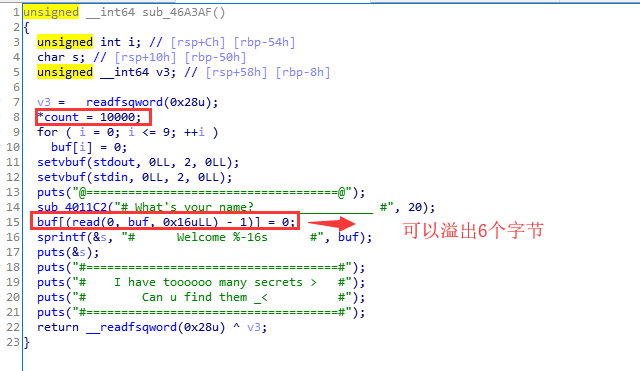 1 unsigned __int64 sub_46A3AF()
2 {
3 unsigned int i; // [rsp+Ch] [rbp-54h]
4 char s; // [rsp+10h] [rbp-50h]
5 unsigned __int64 v3; // [rsp+58h] [rbp-8h]
6
7 v3 = __readfsqword(0x28u);
8 *count = 10000;
9 for ( i = 0; i <= 9; ++i )
10 buf[i] = 0;
11 setvbuf(stdout, 0LL, 2, 0LL);
12 setvbuf(stdin, 0LL, 2, 0LL);
13 puts("@===================================@");
14 sub_4011C2("# What's your name? ____________ #", 20);
15 buf[(read(0, buf, 0x16uLL) - 1)] = 0;
可以溢出6个字节
16 sprintf(&s, "# Welcome %-16s #", buf);
17 puts(&s);
18 puts("#===================================#");
19 puts("# I have toooooo many secrets > #");
20 puts("# Can u find them _< #");
21 puts("#===================================#");
22 return __readfsqword(0x28u) ^ v3;
23 }